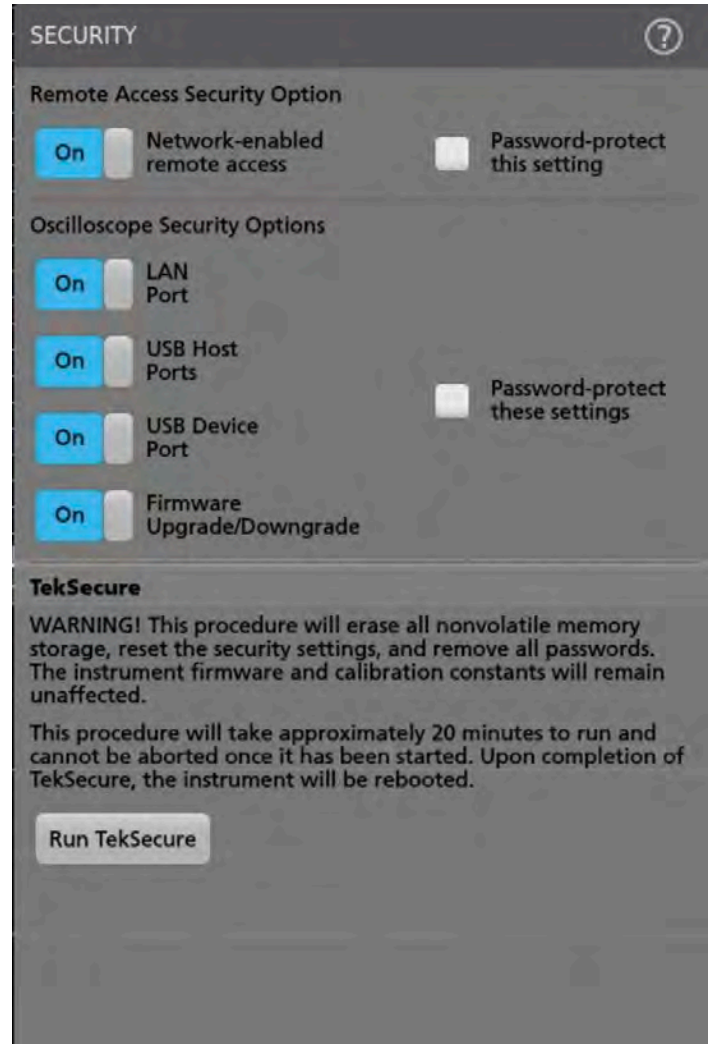 SECURITY
?
Remote Access Security Option
On
Network-enabled
remote access
Password-protect
this setting
Oscilloscope Security Options
On
LAN
Port
On
USB Host
Ports
Password-protect
these settings
On
USB Device
Port
On
Firmware
Upgrade/Downgrade
TekSecure
WARNING! This procedure will erase all nonvolatile memory
storage, reset the security settings, and remove all passwords.
The instrument firmware and calibration constants will remain
unaffected.
This procedure will take approximately 20 minutes to run and
cannot be aborted once it has been started. Upon completion of
TekSecure, the instrument will be rebooted.
Run TekSecure